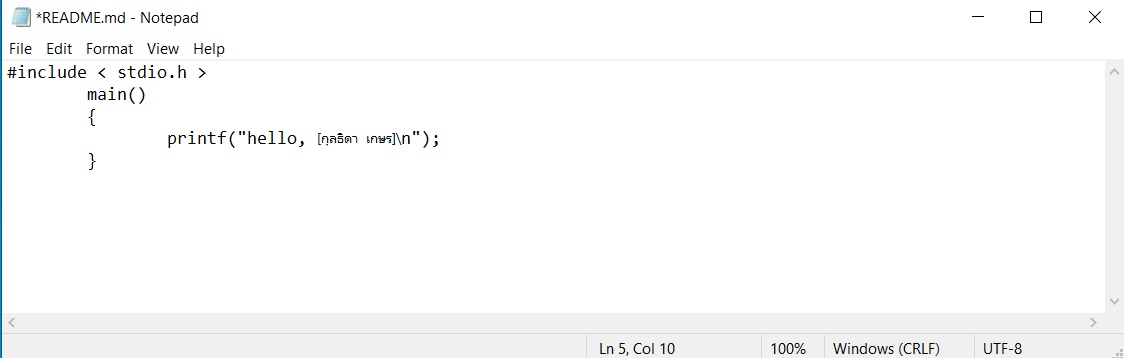 *README.md - Notepad
File Edit Format View Help
#include < stdio.h >
main()
{
printf("hello, [กุลธิดา เกษร]\n");
}
Ln 5, Col 10 100% Windows (CRLF) UTF-8